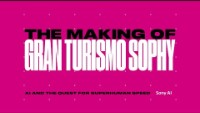 THE MAKING OF
GRAN TURISMO SOPHY
AI AND THE QUEST FOR SUPERHUMAN SPEED
Sony AI